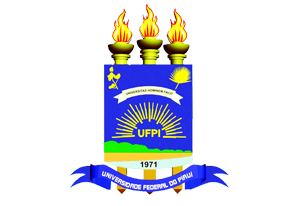 UNIVERSITAS HOMINEM FACIT
UFPI
1971
UNIVERSIDADE FEDERAL DO PIAUÍ